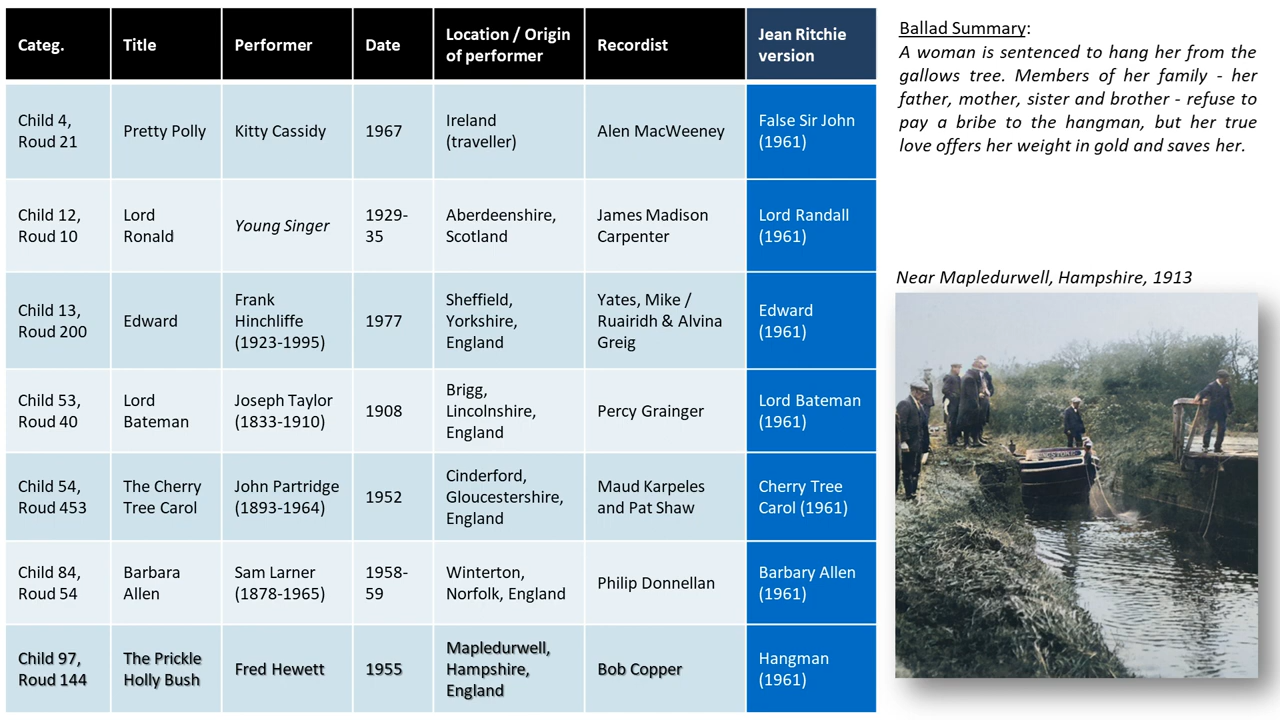 Categ.
Title
Performer
Date
Location / Origin
of performer
Recordist
Jean Ritchie
version
Child 4,
Roud 21
Pretty Polly
Kitty Cassidy
1967
Ireland
(traveller)
Alen MacWeeney
False Sir John
(1961)
Child 12,
Roud 10
Lord
Ronald
Young Singer
1929-
35
Aberdeenshire,
Scotland
James Madison
Carpenter
Lord Randall
(1961)
Child 13,
Roud 200
Edward
Frank
Hinchliffe
(1923-1995)
1977
Sheffield,
Yorkshire,
England
Yates, Mike /
Ruairidh & Alvina
Greig
Edward
(1961)
Child 53,
Roud 40
Lord
Bateman
Joseph Taylor
(1833-1910)
1908
Brigg,
Lincolnshire,
England
Percy Grainger
Lord Bateman
(1961)
Child 54,
Roud 453
The Cherry
Tree Carol
John Partridge
(1893-1964)
1952
Cinderford,
Gloucestershire,
England
Maud Karpeles
and Pat Shaw
Cherry Tree
Carol (1961)
Child 84,
Roud 54
Barbara
Allen
Sam Larner
(1878-1965)
1958-
59
Winterton,
Norfolk, England
Philip Donnellan
Barbary Allen
(1961)
Child 97,
Roud 144
The Prickle
Holly Bush
Fred Hewett
1955
Mapledurwell,
Hampshire,
England
Bob Copper
Hangman
(1961)
Ballad Summary:
A woman is sentenced to hang her from the
gallows tree. Members of her family - her
father, mother, sister and brother - refuse to
pay a bribe to the hangman, but her true
love offers her weight in gold and saves her.
Near Mapledurwell, Hampshire, 1913